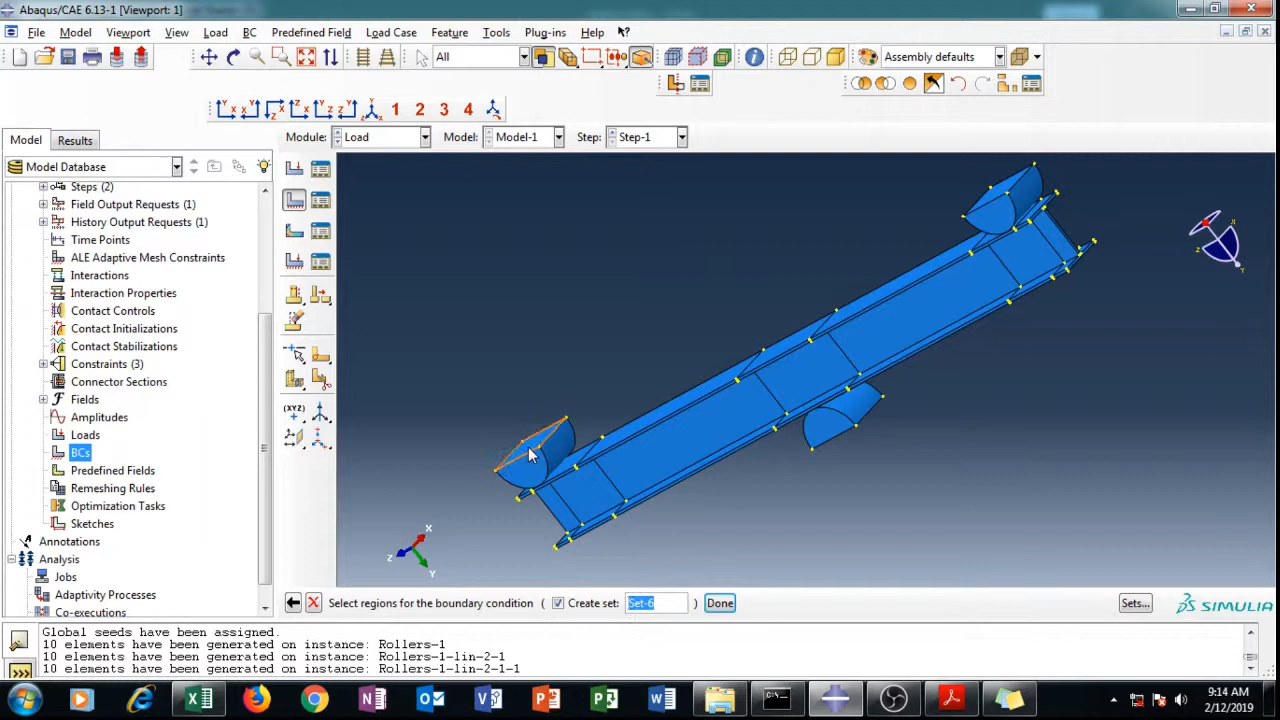 Abaqus/CAE 6.13-1 [Viewport: 1]
File Model Viewport View Load BC Predefined Field Load Case Feature Tools Plug-ins Help
All
Assembly defaults
1 2 3 4
Model Results
Module: Load Model: Model-1 Step: Step-1
Model Database
Steps (2)
Field Output Requests (1)
History Output Requests (1)
Time Points
ALE Adaptive Mesh Constraints
Interactions
Interaction Properties
Contact Controls
Contact Initializations
Contact Stabilizations
Constraints (3)
Connector Sections
Fields
Amplitudes
Loads
BCs
Predefined Fields
Remeshing Rules
Optimization Tasks
Sketches
Annotations
Analysis
Jobs
Adaptivity Processes
Co-executions
(XYZ)
X
Y
Z
X
Z
Y
Select regions for the boundary condition ( Create set: Set-6 ) Done Sets...
SIMULIA
Global seeds have been assigned.
10 elements have been generated on instance: Rollers-1
10 elements have been generated on instance: Rollers-1-lin-2-1
10 elements have been generated on instance: Rollers-1-lin-2-1-1
>>>
9:14 AM
2/12/2019